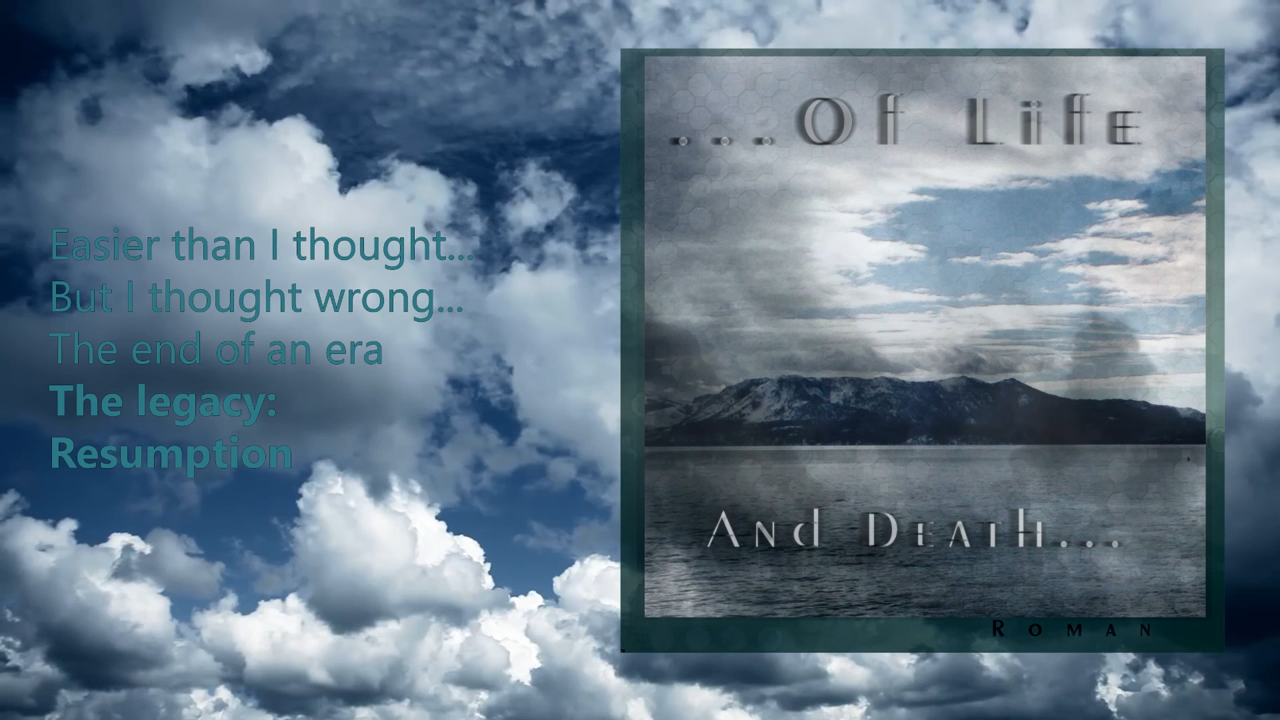 Easier than I thought...
But I thought wrong...
The end of an era
The legacy:
Resumption
...Of Life
And Death...
Roman